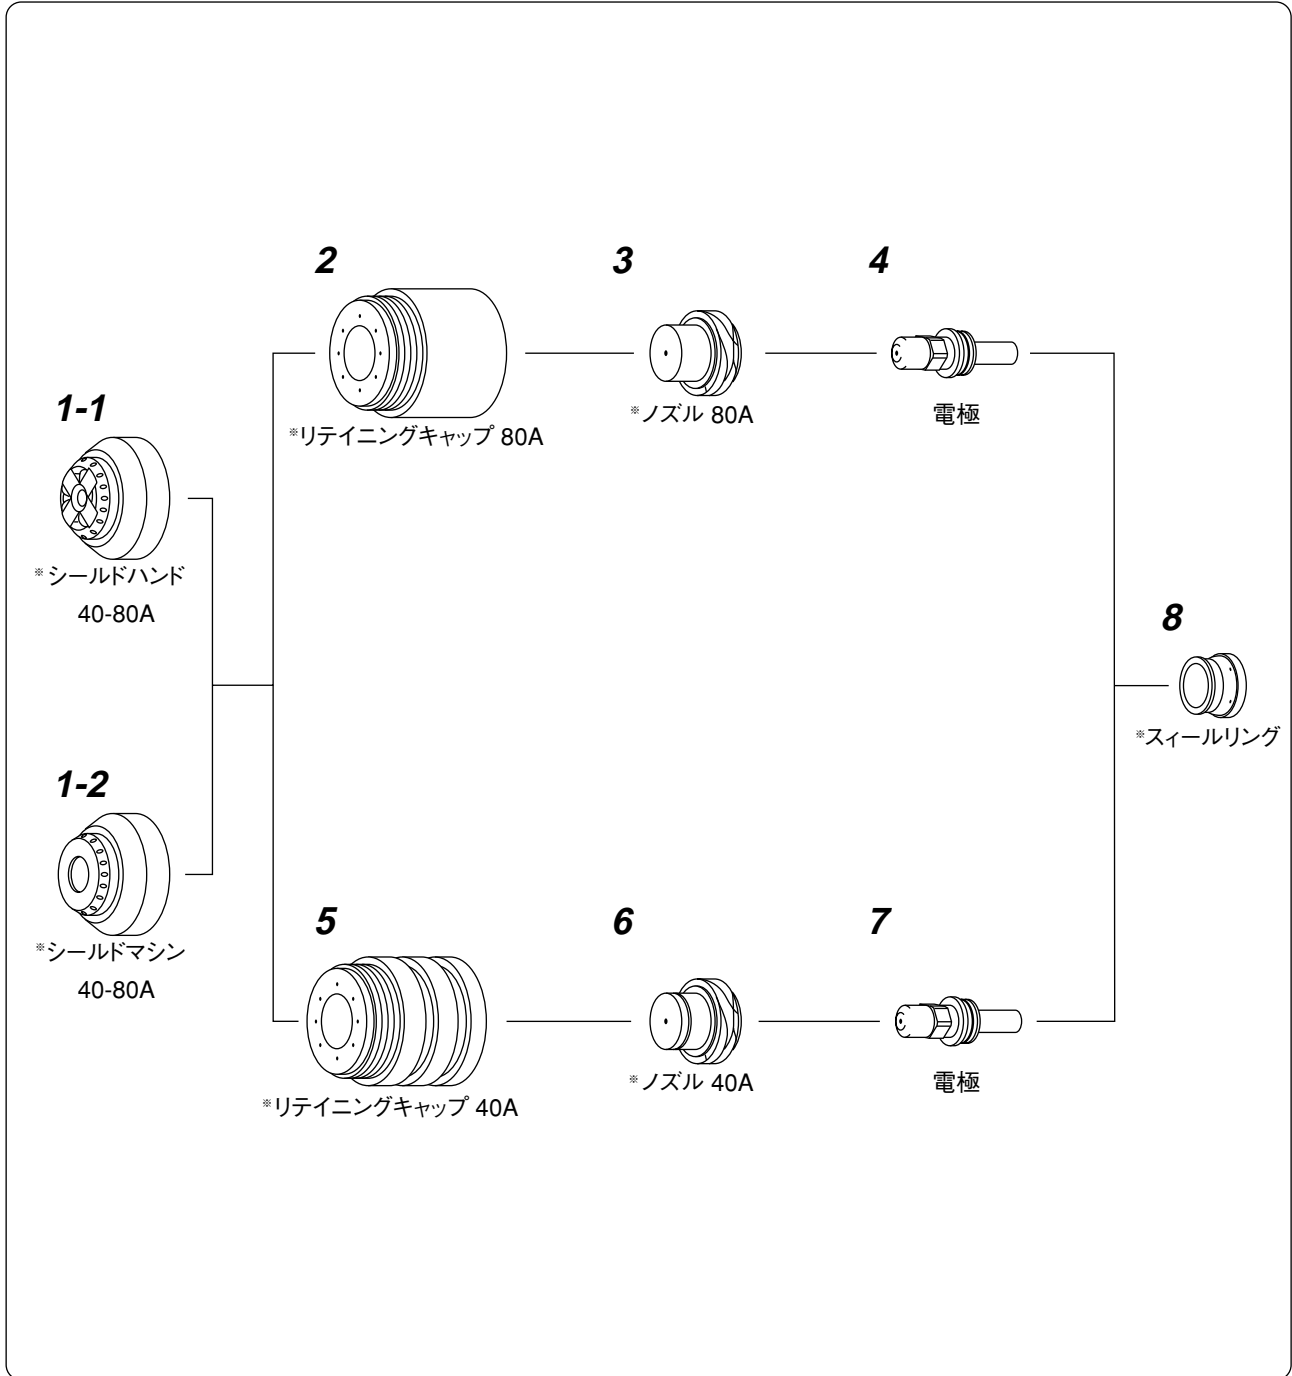 2
3
4
※リテイニングキャップ 80A
※ノズル 80A
電極
1-1
※シールドハンド
40-80A
8
※スィールリング
1-2
※シールドマシン
40-80A
5
6
7
※リテイニングキャップ 40A
※ノズル 40A
電極